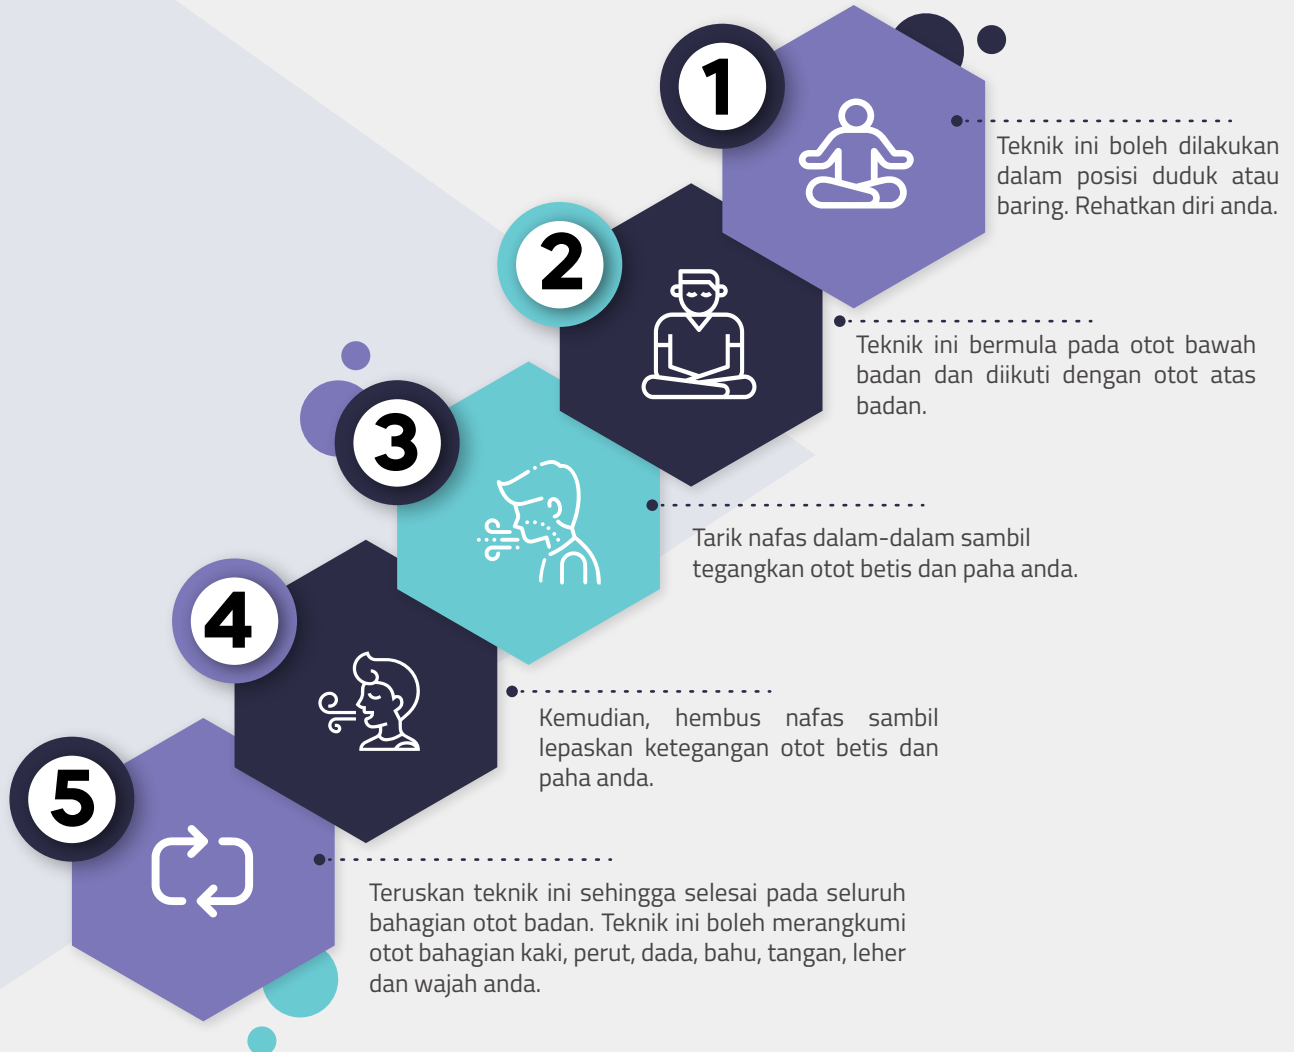 1
Teknik ini boleh dilakukan
dalam posisi duduk atau
baring. Rehatkan diri anda.
2
Teknik ini bermula pada otot bawah
badan dan diikuti dengan otot atas
badan.
3
Tarik nafas dalam-dalam sambil
tegangkan otot betis dan paha anda.
4
Kemudian, hembus nafas sambil
lepaskan ketegangan otot betis dan
paha anda.
5
Teruskan teknik ini sehingga selesai pada seluruh
bahagian otot badan. Teknik ini boleh merangkumi
otot bahagian kaki, perut, dada, bahu, tangan, leher
dan wajah anda.